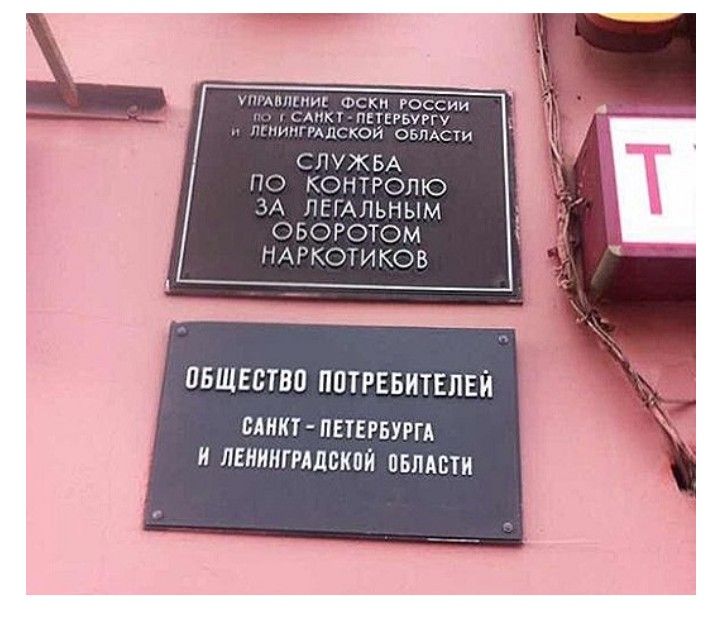 УПРАВЛЕНИЕ ФСКН РОССИИ
ПО Г. САНКТ-ПЕТЕРБУРГУ
И ЛЕНИНГРАДСКОЙ ОБЛАСТИ
СЛУЖБА
ПО КОНТРОЛЮ
ЗА ЛЕГАЛЬНЫМ
ОБОРОТОМ
НАРКОТИКОВ
Т
ОБЩЕСТВО ПОТРЕБИТЕЛЕЙ
САНКТ-ПЕТЕРБУРГА
И ЛЕНИНГРАДСКОЙ ОБЛАСТИ